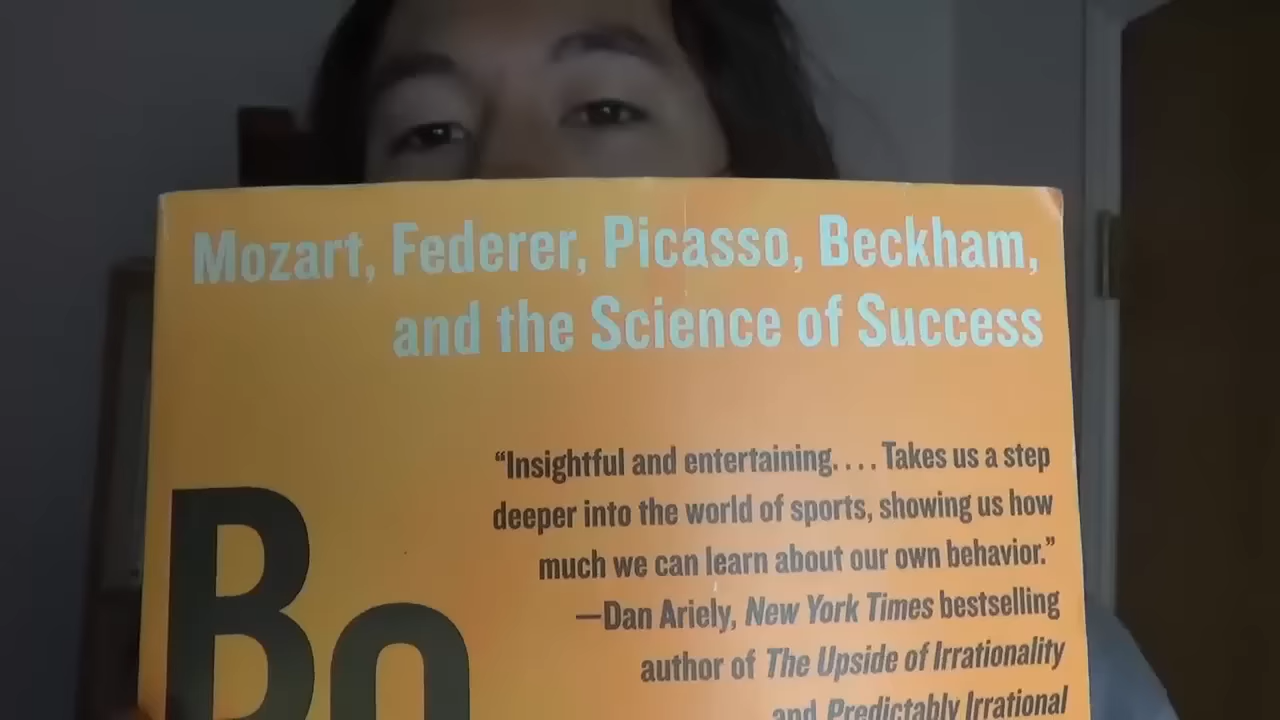 Mozart, Federer, Picasso, Beckham,
and the Science of Success
“Insightful and entertaining. . . . Takes us a step
deeper into the world of sports, showing us how
much we can learn about our own behavior.”
—Dan Ariely, New York Times bestselling
author of The Upside of Irrationality
and Predictably Irrational
Bo